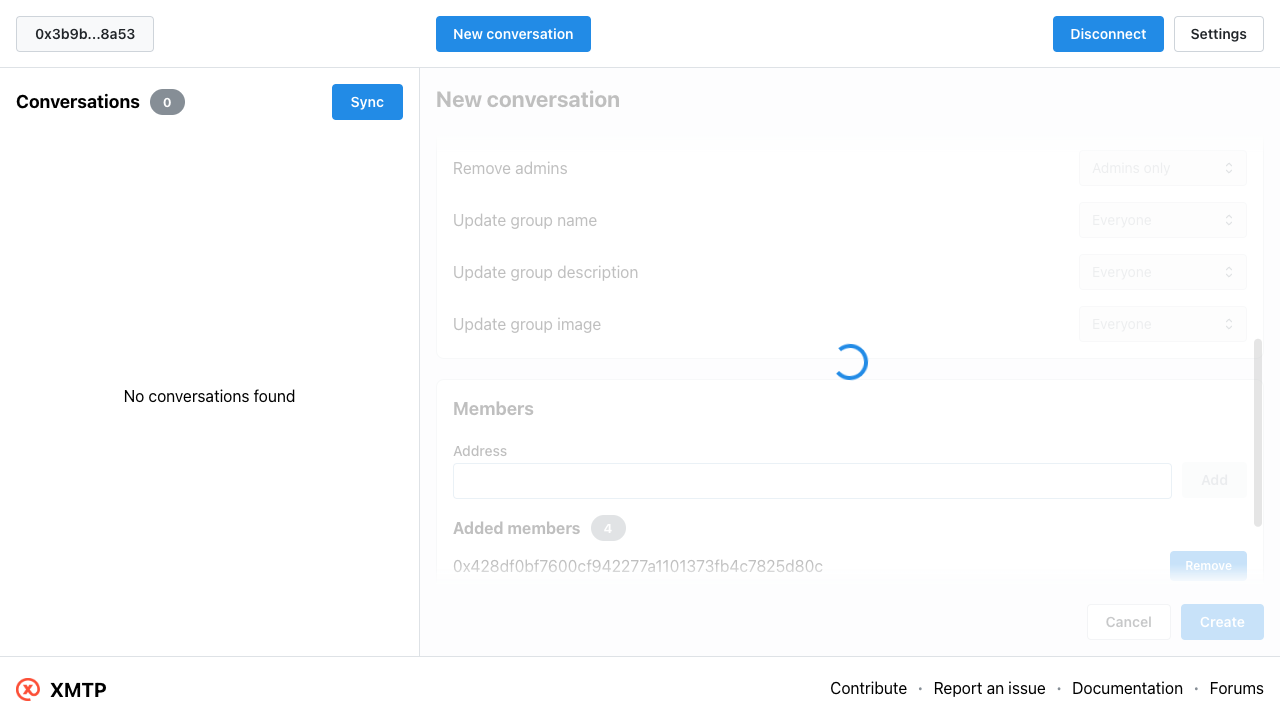 0x3b9b...8a53
New conversation
Disconnect
Settings
Conversations 0
Sync
No conversations found
New conversation
Remove admins
Admins only
Update group name
Everyone
Update group description
Everyone
Update group image
Everyone
Members
Address
Add
Added members 4
0x428df0bf7600cf942277a1101373fb4c7825d80c
Remove
Cancel
Create
XMTP
Contribute · Report an issue · Documentation · Forums